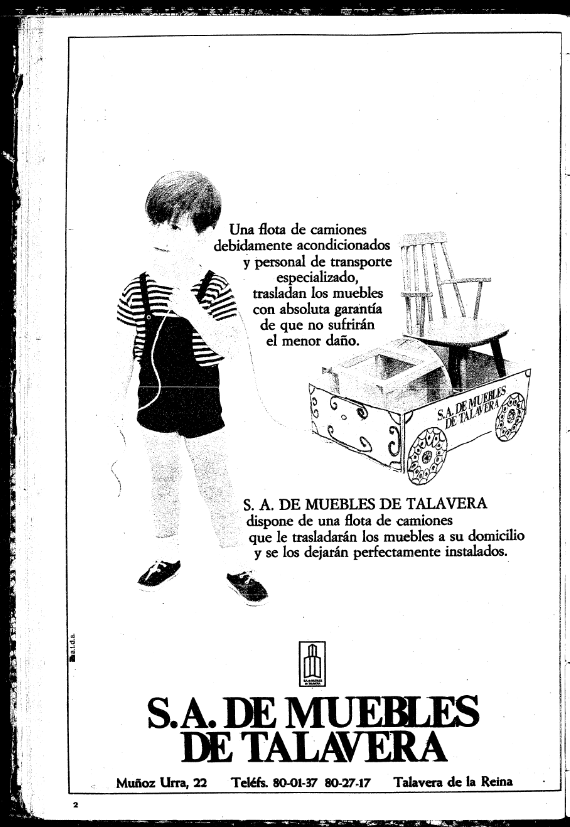 Una flota de camiones
debidamente acondicionados
y personal de transporte
especializado,
trasladan los muebles
con absoluta garantía
de que no sufrirán
el menor daño.
S.A. DE MUEBLES
DE TALAVERA
S. A. DE MUEBLES DE TALAVERA
dispone de una flota de camiones
que le trasladarán los muebles a su domicilio
y se los dejarán perfectamente instalados.
S.A. DE MUEBLES
DE TALAVERA
Muñoz Urra, 22 Teléfs. 80-01-37 80-27-17 Talavera de la Reina
2